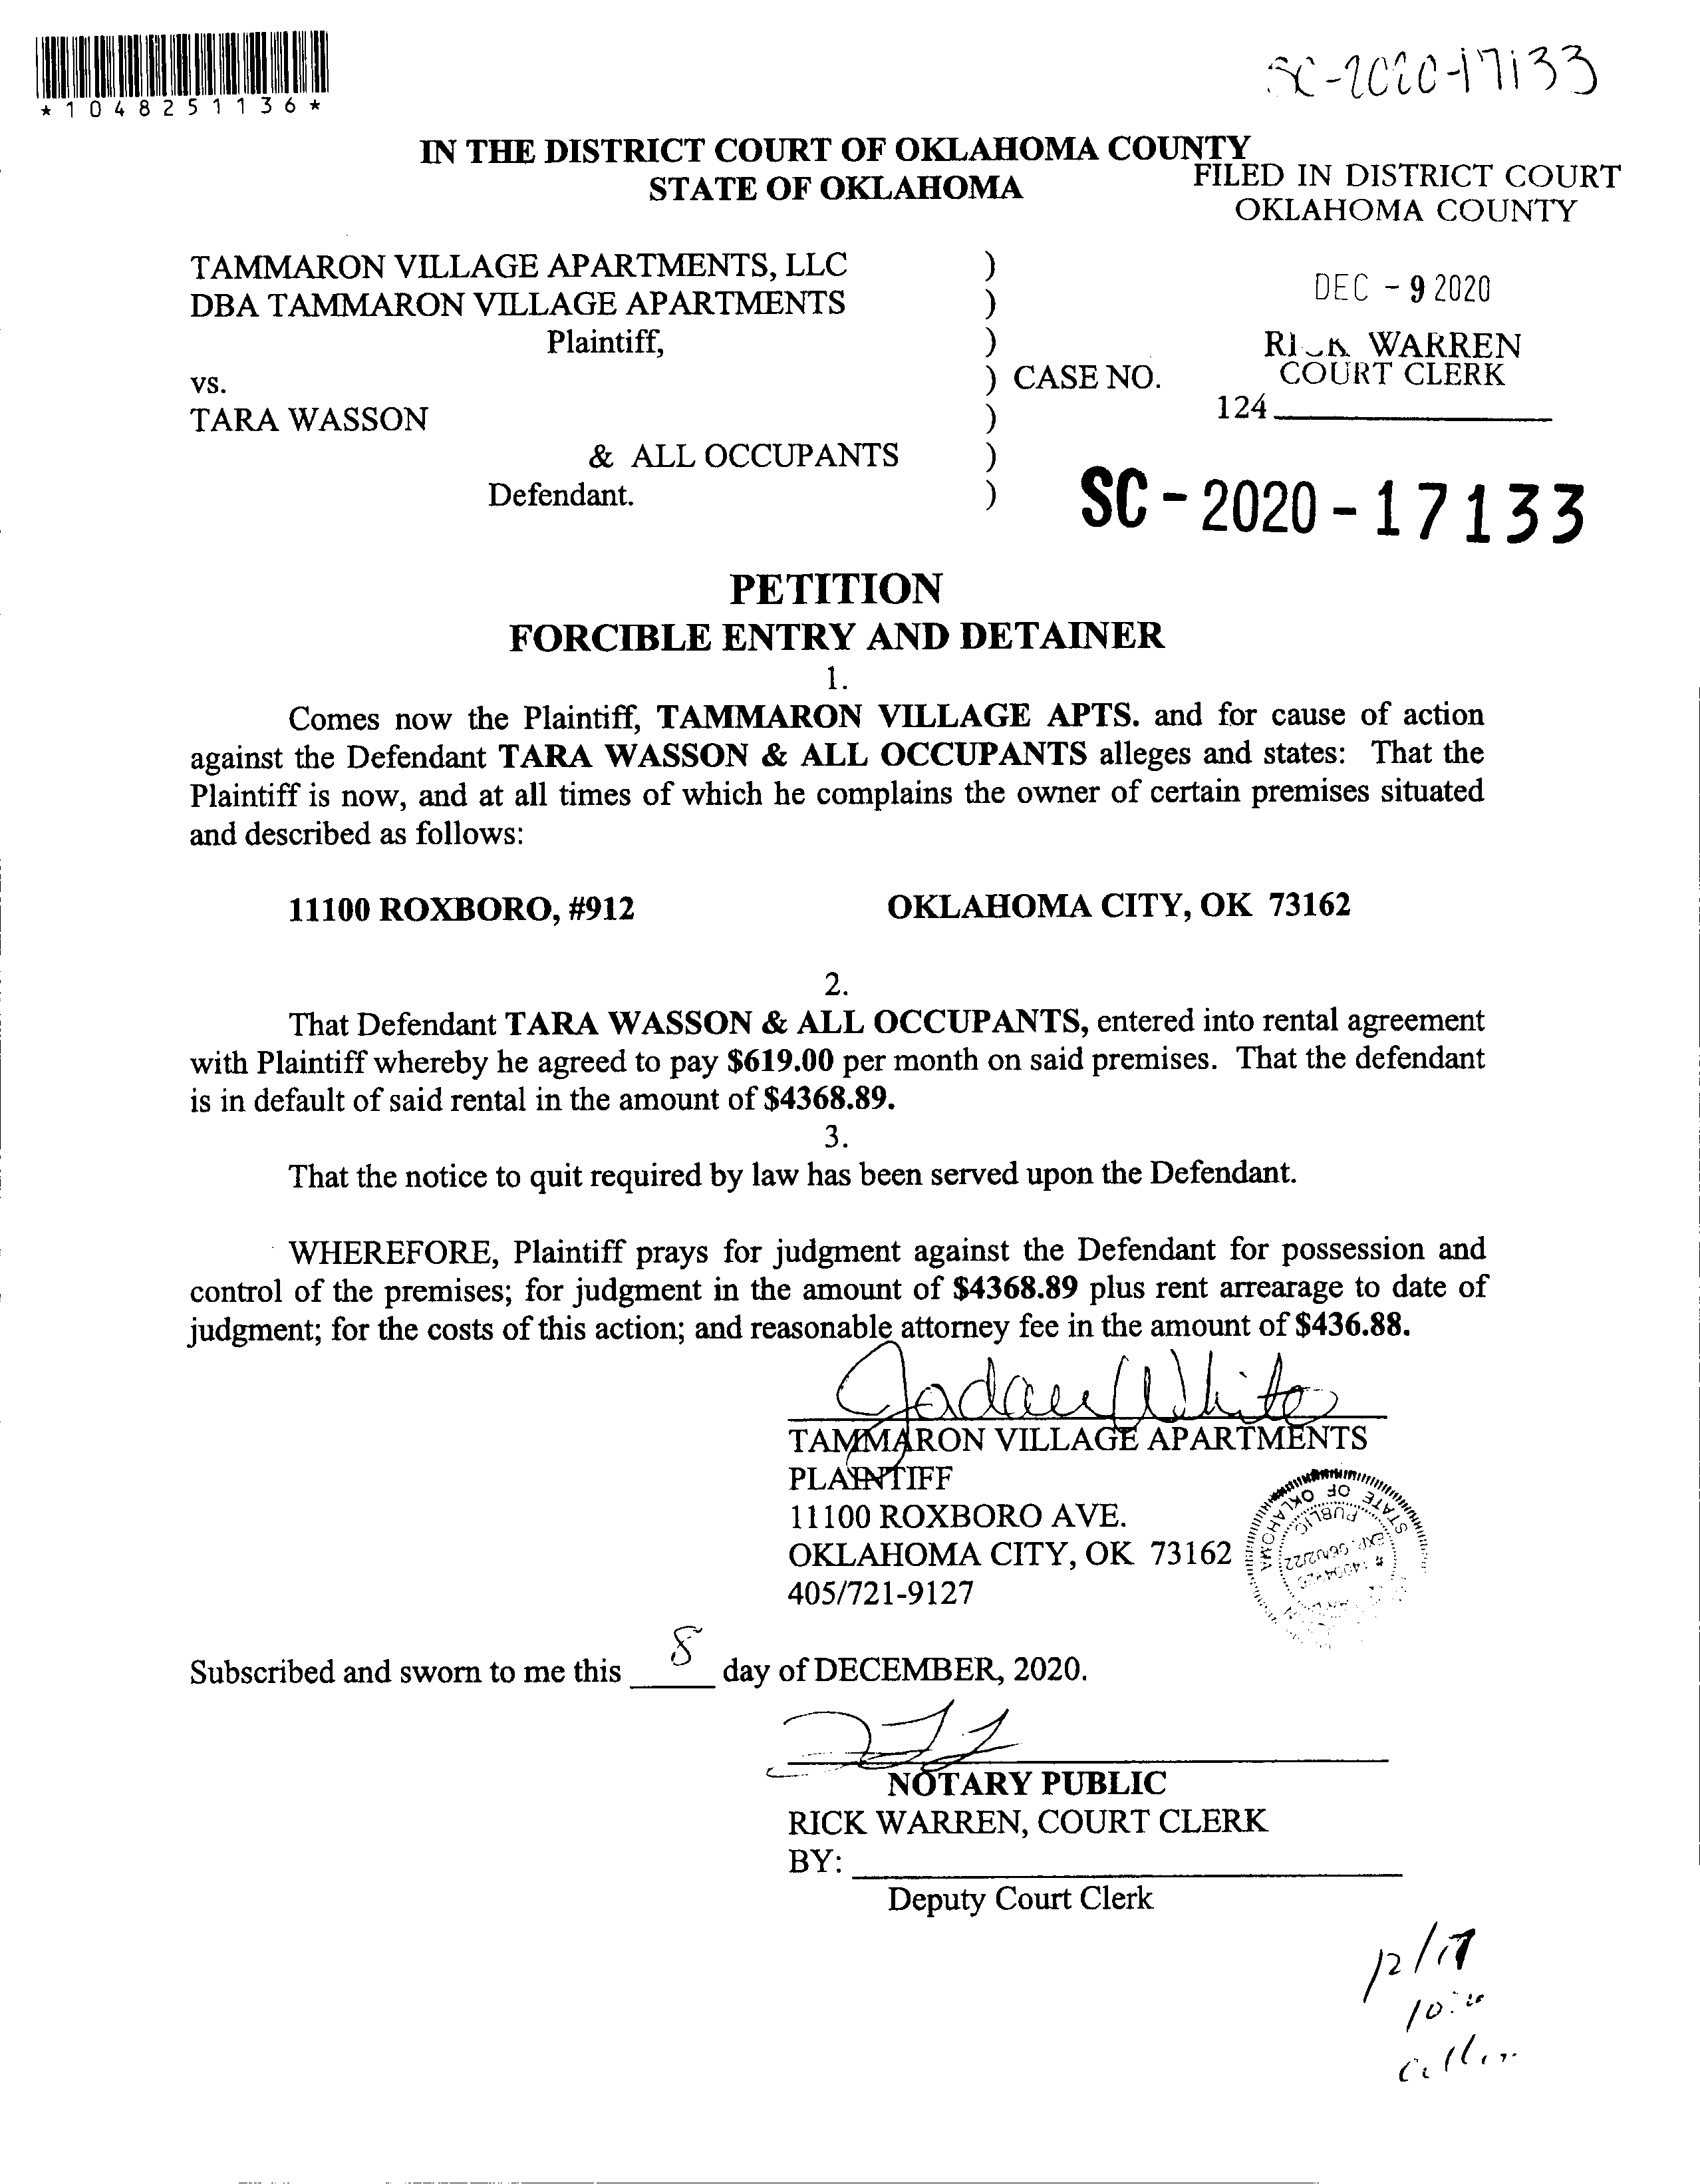 *1048251136*
SC-2020-17133
IN THE DISTRICT COURT OF OKLAHOMA COUNTY
STATE OF OKLAHOMA
FILED IN DISTRICT COURT
OKLAHOMA COUNTY
TAMMARON VILLAGE APARTMENTS, LLC )
DBA TAMMARON VILLAGE APARTMENTS )
DEC - 9 2020
Plaintiff, )
WARREN
vs. ) CASE NO.
COURT CLERK
TARA WASSON )
124
& ALL OCCUPANTS )
Defendant. )
SC-2020-17133
PETITION
FORCIBLE ENTRY AND DETAINER
1.
Comes now the Plaintiff, TAMMARON VILLAGE APTS. and for cause of action
against the Defendant TARA WASSON & ALL OCCUPANTS alleges and states: That the
Plaintiff is now, and at all times of which he complains the owner of certain premises situated
and described as follows:
11100 ROXBORO, #912 OKLAHOMA CITY, OK 73162
2.
That Defendant TARA WASSON & ALL OCCUPANTS, entered into rental agreement
with Plaintiff whereby he agreed to pay $619.00 per month on said premises. That the defendant
is in default of said rental in the amount of $4368.89.
3.
That the notice to quit required by law has been served upon the Defendant.
WHEREFORE, Plaintiff prays for judgment against the Defendant for possession and
control of the premises; for judgment in the amount of $4368.89 plus rent arrearage to date of
judgment; for the costs of this action; and reasonable attorney fee in the amount of $436.88.
White
TAMMARON VILLAGE APARTMENTS
PLAINTIFF
11100 ROXBORO AVE.
OKLAHOMA CITY, OK 73162
405/721-9127
STATE OF OKLAHOMA
PUBLIC
Subscribed and sworn to me this 8 day of DECEMBER, 2020.
NOTARY PUBLIC
RICK WARREN, COURT CLERK
BY:
Deputy Court Clerk
12/17